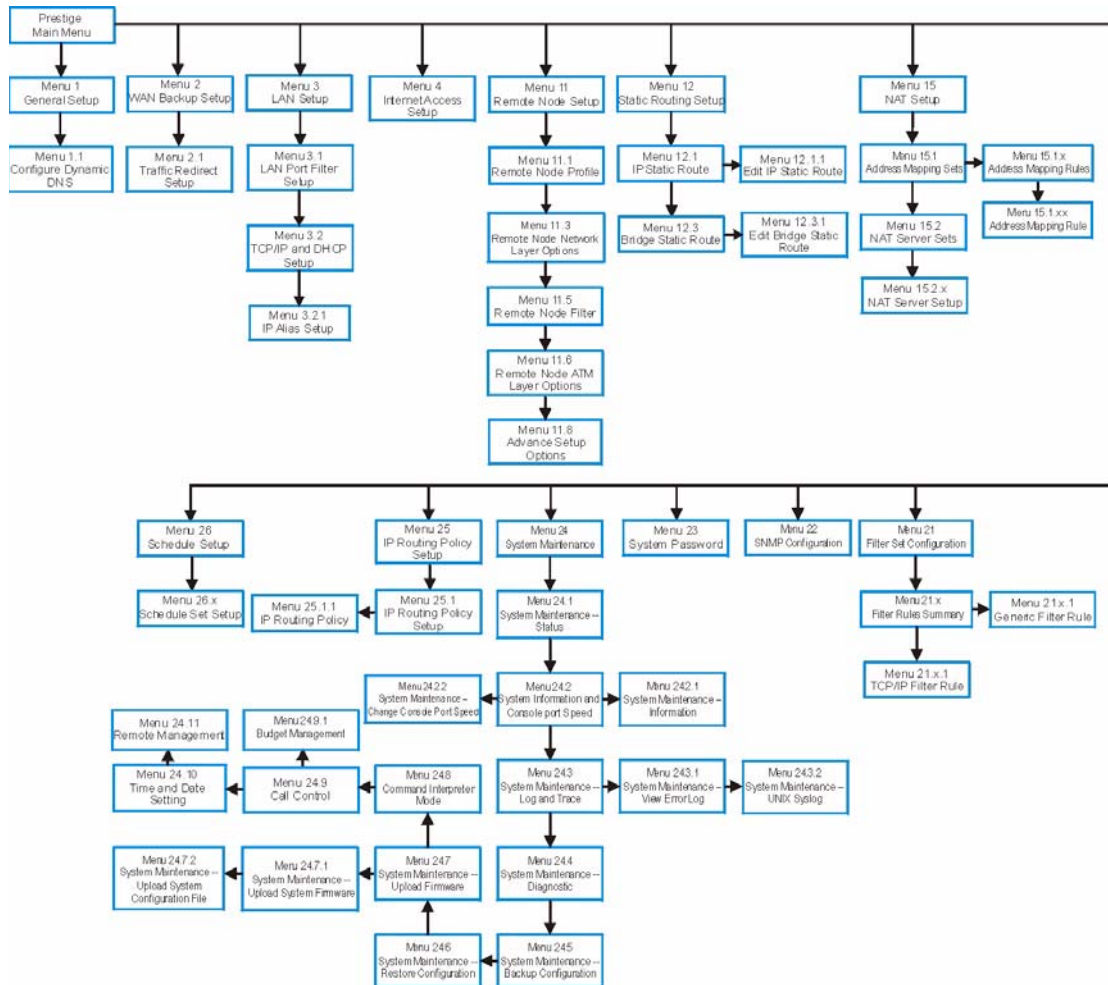 Prestige
Main Menu
Menu 1
General Setup
Menu 2
WAN Backup Setup
Menu 3
LAN Setup
Menu 4
Internet Access
Setup
Menu 11
Remote Node Setup
Menu 12
Static Routing Setup
Menu 15
NAT Setup
Menu 1.1
Configure Dynamic
DNS
Menu 2.1
Traffic Redirect
Setup
Menu 3.1
LAN Port Filter
Setup
Menu 11.1
Remote Node Profile
Menu 12.1
IP Static Route
Menu 12.1.1
Edit IP Static Route
Menu 15.1
Address Mapping Sets
Menu 15.1.x
Address Mapping Rules
Menu 15.1.xx
Address Mapping Rule
Menu 3.2
TCP/IP and DHCP
Setup
Menu 11.3
Remote Node Network
Layer Options
Menu 12.3
Bridge Static Route
Menu 12.3.1
Edit Bridge Static
Route
Menu 15.2
NAT Server Sets
Menu 3.2.1
IP Alias Setup
Menu 11.5
Remote Node Filter
Menu 15.2.x
NAT Server Setup
Menu 11.6
Remote Node ATM
Layer Options
Menu 11.8
Advance Setup
Options
Menu 26
Schedule Setup
Menu 25
IP Routing Policy
Setup
Menu 24
System Maintenance
Menu 23
System Password
Menu 22
SNMP Configuration
Menu 21
Filter Set Configuration
Menu 26.x
Schedule Set Setup
Menu 25.1.1
IP Routing Policy
Menu 25.1
IP Routing Policy
Setup
Menu 24.1
System Maintenance --
Status
Menu 21.x
Filter Rules Summary
Menu 21.x.1
Generic Filter Rule
Menu 21.x.1
TCP/IP Filter Rule
Menu 24.2.2
System Maintenance --
Change Console Port Speed
Menu 24.2
System Information and
Console port Speed
Menu 242.1
System Maintenance --
Information
Menu 24.11
Remote Management
Menu 24.9.1
Budget Management
Menu 24.10
Time and Date
Setting
Menu 24.9
Call Control
Menu 24.8
Command Interpreter
Mode
Menu 24.3
System Maintenance --
Log and Trace
Menu 24.3.1
System Maintenance --
View Error Log
Menu 24.3.2
System Maintenance --
UNIX Syslog
Menu 24.7.2
System Maintenance --
Upload System
Configuration File
Menu 24.7.1
System Maintenance --
Upload System Firmware
Menu 24.7
System Maintenance --
Upload Firmware
Menu 24.4
System Maintenance --
Diagnostic
Menu 246
System Maintenance --
Restore Configuration
Menu 245
System Maintenance --
Backup Configuration